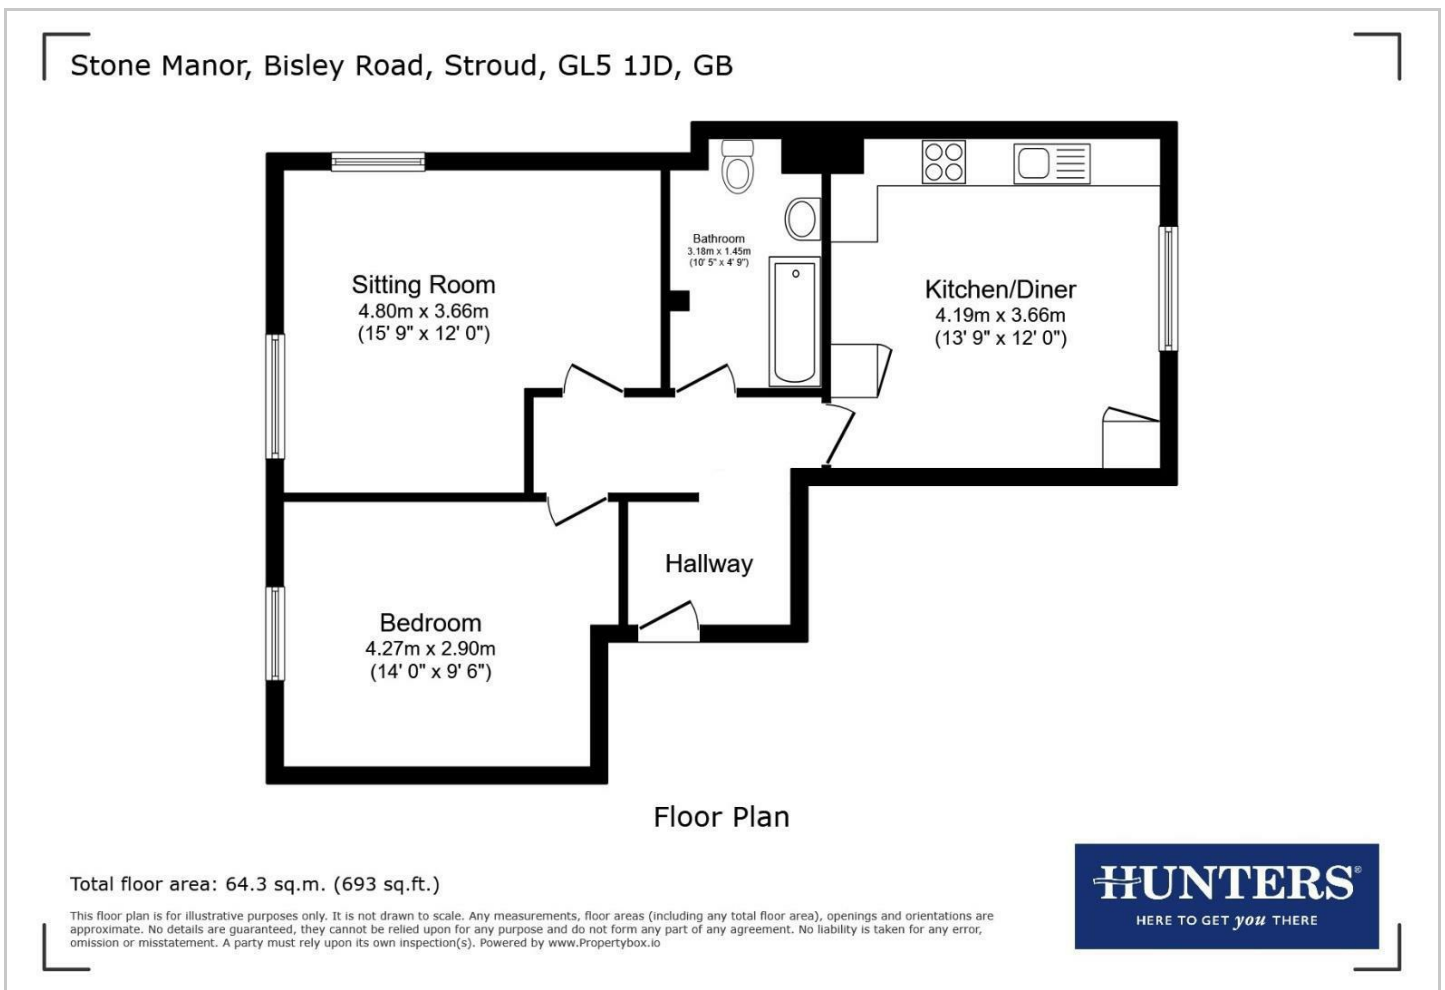 Stone Manor, Bisley Road, Stroud, GL5 1JD, GB
Bathroom
3.18m x 1.45m
(10' 5" x 4' 9")
Sitting Room
4.80m x 3.66m
(15' 9" x 12' 0")
Kitchen/Diner
4.19m x 3.66m
(13' 9" x 12' 0")
Hallway
Bedroom
4.27m x 2.90m
(14' 0" x 9' 6")
Floor Plan
Total floor area: 64.3 sq.m. (693 sq.ft.)
This floor plan is for illustrative purposes only. It is not drawn to scale. Any measurements, floor areas (including any total floor area), openings and orientations are
approximate. No details are guaranteed, they cannot be relied upon for any purpose and do not form any part of any agreement. No liability is taken for any error,
omission or misstatement. A party must rely upon its own inspection(s). Powered by www.Propertybox.io
HUNTERS®
HERE TO GET you THERE